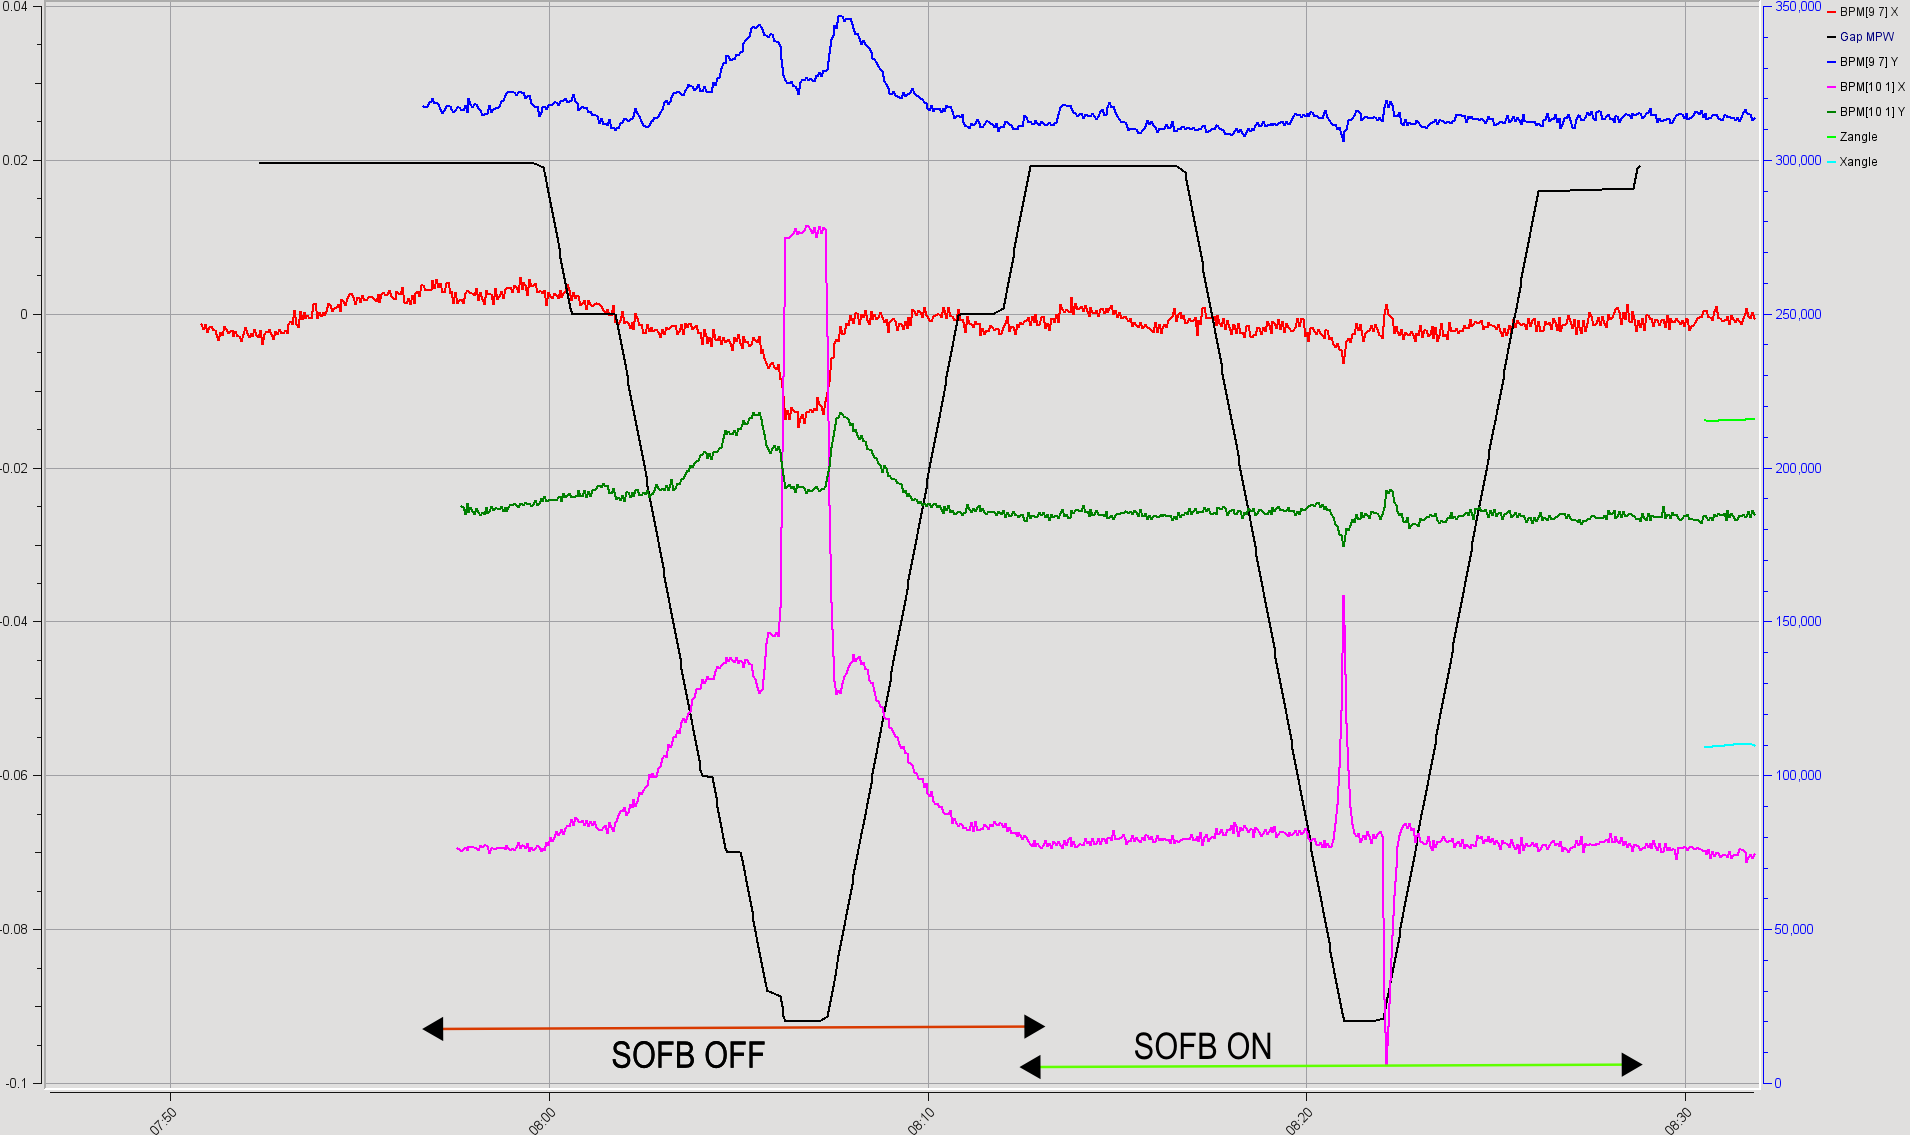 0.04
0.02
0
-0.02
-0.04
-0.06
-0.08
-0.1
350,000
300,000
250,000
200,000
150,000
100,000
50,000
0
BPM[9 7] X
Gap MPW
BPM[9 7] Y
BPM[10 1] X
BPM[10 1] Y
Zangle
Xangle
SOFB OFF
SOFB ON
07:50
08:00
08:10
08:20
08:30